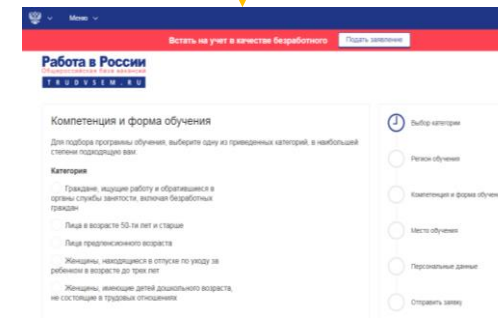 Меню
Встать на учет в качестве безработного
Подать заявление
Работа в России
Общероссийская база вакансий
TRUDVSEM.RU
Компетенция и форма обучения
Для подбора программы обучения, выберите одну из приведенных категорий, в наибольшей
степени подходящую вам:
Категория
Граждане, ищущие работу и обратившиеся в
органы службы занятости, включая безработных
граждан
Лица в возрасте 50-ти лет и старше
Лица предпенсионного возраста
Женщины, находящиеся в отпуске по уходу за
ребенком в возрасте до трех лет
Женщины, имеющие детей дошкольного возраста,
не состоящие в трудовых отношениях
Выбор категории
Регион обучения
Компетенция и форма обучен
Место обучения
Персональные данные
Отправить заявку